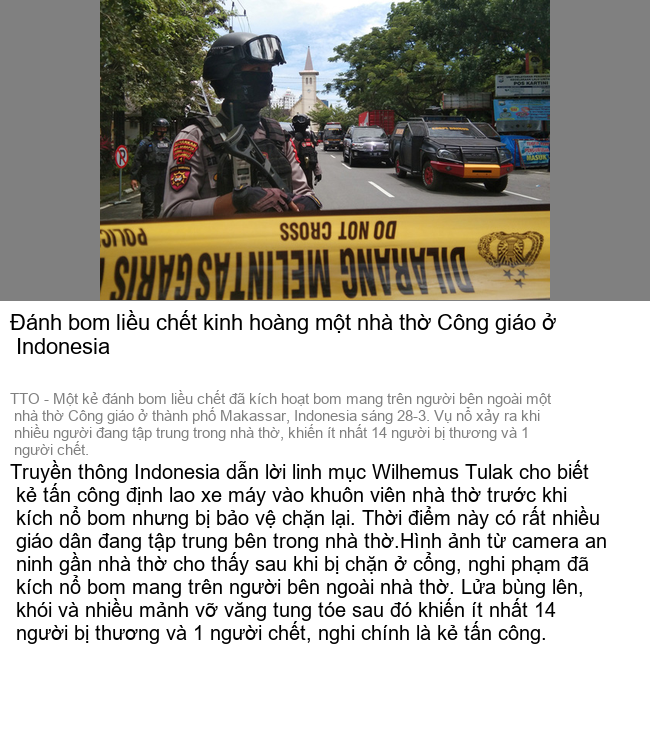 POS KARTINI
MASUK
P
POLICE
DO NOT CROSS
DILARANG MELINTAS GARIS
Đánh bom liều chết kinh hoàng một nhà thờ Công giáo ở
Indonesia
TTO - Một kẻ đánh bom liều chết đã kích hoạt bom mang trên người bên ngoài một
nhà thờ Công giáo ở thành phố Makassar, Indonesia sáng 28-3. Vụ nổ xảy ra khi
nhiều người đang tập trung trong nhà thờ, khiến ít nhất 14 người bị thương và 1
người chết.
Truyền thông Indonesia dẫn lời linh mục Wilhemus Tulak cho biết
kẻ tấn công định lao xe máy vào khuôn viên nhà thờ trước khi
kích nổ bom nhưng bị bảo vệ chặn lại. Thời điểm này có rất nhiều
giáo dân đang tập trung bên trong nhà thờ.Hình ảnh từ camera an
ninh gần nhà thờ cho thấy sau khi bị chặn ở cổng, nghi phạm đã
kích nổ bom mang trên người bên ngoài nhà thờ. Lửa bùng lên,
khói và nhiều mảnh vỡ văng tung tóe sau đó khiến ít nhất 14
người bị thương và 1 người chết, nghi chính là kẻ tấn công.